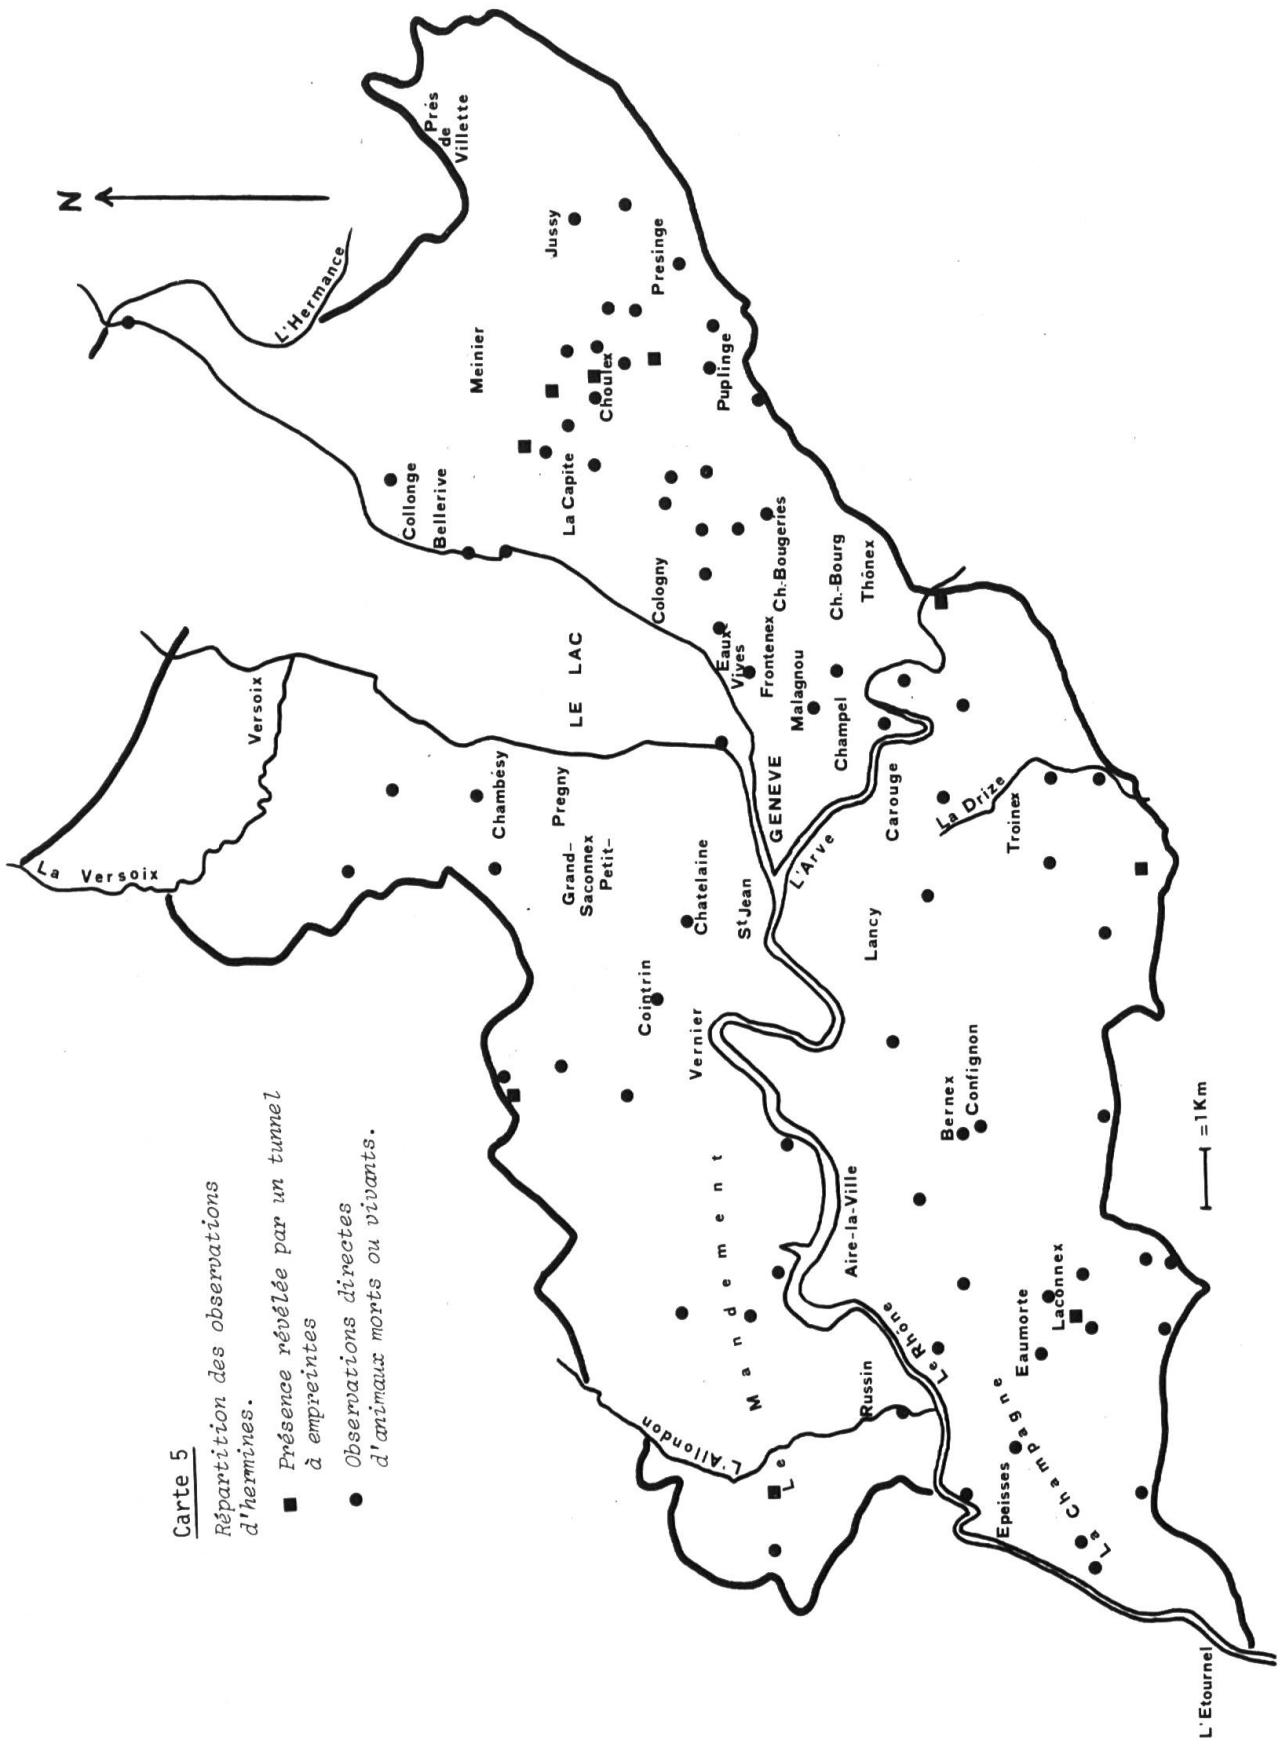 Carte 5
Répartition des observations
d'hermines.
Présence révélée par un tunnel
à empreintes
Observations directes
d'animaux morts ou vivants.
N
La Versoix
Versoix
L'Hermance
Près
de
Villette
Jussy
Presinge
Meinier
Choulex
Puplinge
Collonge
Bellerive
La Capite
Cologny
LE LAC
Chambésy
Pregny
Grand-
Saconnex
Petit-
Eaux-
Vives
Frontenex
Ch.-Bougeries
Malagnou
Ch.-Bourg
Thônex
Champel
GENEVE
Chatelaine
St Jean
L'Arve
Carouge
La Drize
Troinex
Lancy
Cointrin
Vernier
Bernex
Confignon
Aire-la-Ville
Le Mandement
L'Allondon
Russin
Le Rhône
Laconnex
Eaumorte
Epeisses
La Champagne
L'Etournel
=1Km